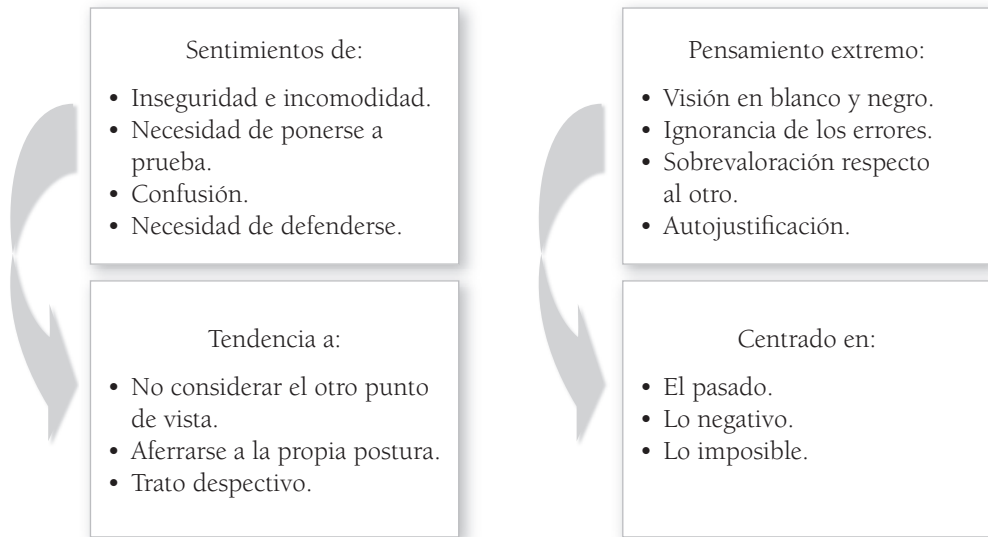 Sentimientos de:
• Inseguridad e incomodidad.
• Necesidad de ponerse a
prueba.
• Confusión.
• Necesidad de defenderse.
Tendencia a:
• No considerar el otro punto
de vista.
• Aferrarse a la propia postura.
• Trato despectivo.
Pensamiento extremo:
• Visión en blanco y negro.
• Ignorancia de los errores.
• Sobrevaloración respecto
al otro.
• Autojustificación.
Centrado en:
• El pasado.
• Lo negativo.
• Lo imposible.